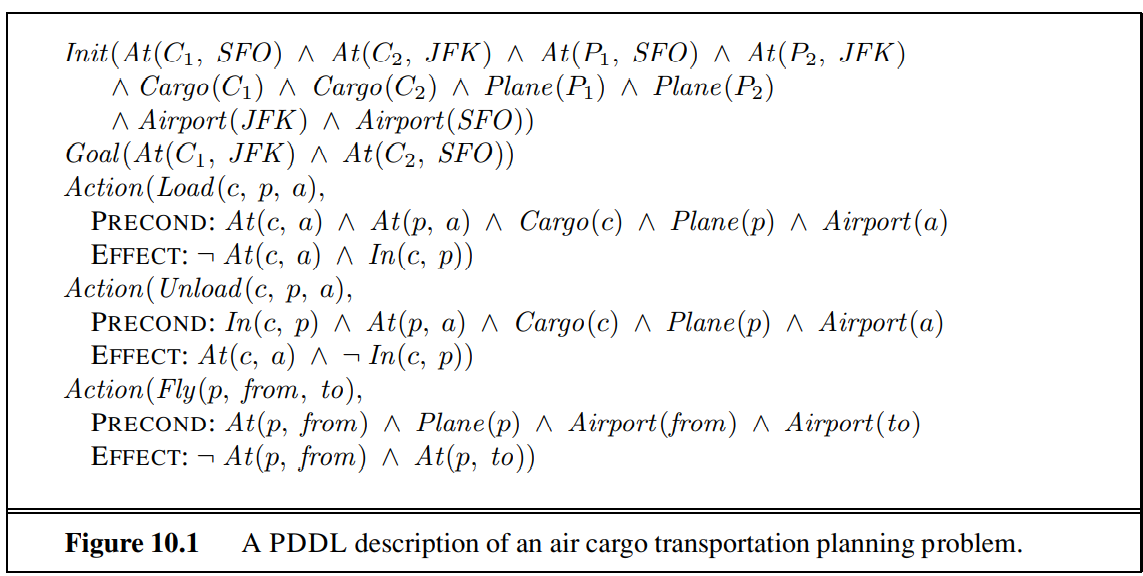 Init(At(C₁, SFO) ∧ At(C₂, JFK) ∧ At(P₁, SFO) ∧ At(P₂, JFK)
∧ Cargo(C₁) ∧ Cargo(C₂) ∧ Plane(P₁) ∧ Plane(P₂)
∧ Airport(JFK) ∧ Airport(SFO))
Goal(At(C₁, JFK) ∧ At(C₂, SFO))
Action(Load(c, p, a),
PRECOND: At(c, a) ∧ At(p, a) ∧ Cargo(c) ∧ Plane(p) ∧ Airport(a)
EFFECT: ¬ At(c, a) ∧ In(c, p))
Action(Unload(c, p, a),
PRECOND: In(c, p) ∧ At(p, a) ∧ Cargo(c) ∧ Plane(p) ∧ Airport(a)
EFFECT: At(c, a) ∧ ¬ In(c, p))
Action(Fly(p, from, to),
PRECOND: At(p, from) ∧ Plane(p) ∧ Airport(from) ∧ Airport(to)
EFFECT: ¬ At(p, from) ∧ At(p, to))
Figure 10.1 A PDDL description of an air cargo transportation planning problem.